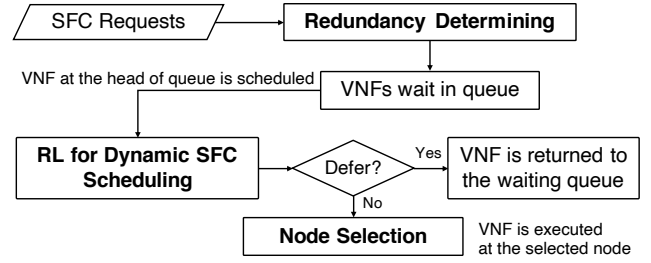 SFC Requests
Redundancy Determining
VNF at the head of queue is scheduled
VNFs wait in queue
RL for Dynamic SFC
Scheduling
Defer?
Yes
VNF is returned to
the waiting queue
No
Node Selection
VNF is executed
at the selected node